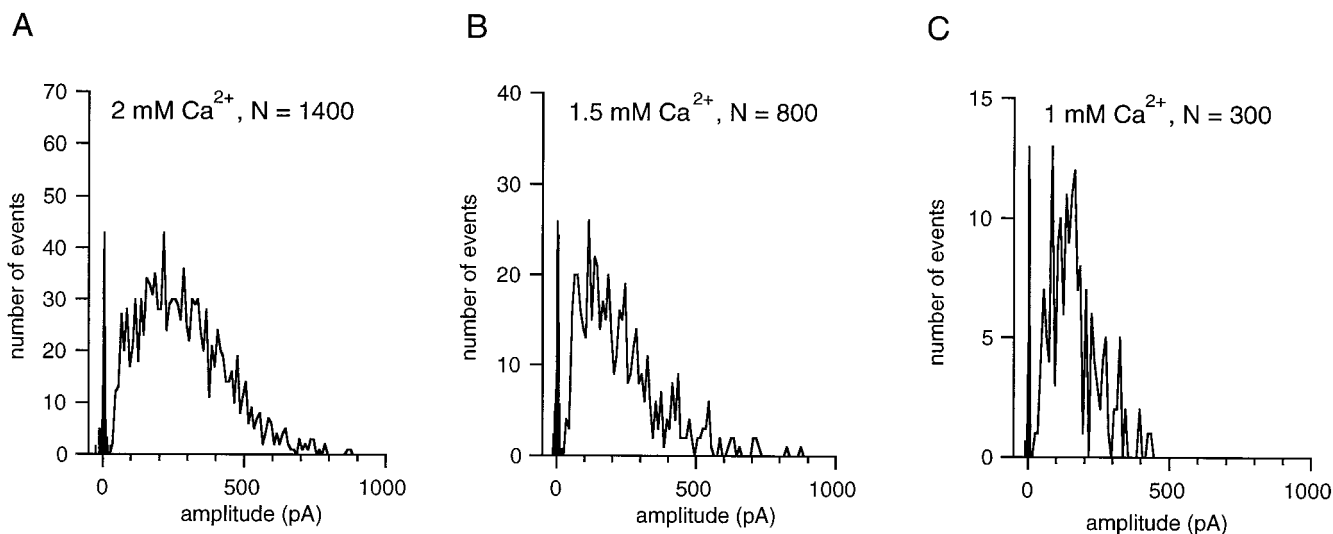 A
B
C
2 mM Ca2+, N = 1400
1.5 mM Ca2+, N = 800
1 mM Ca2+, N = 300
number of events
70
60
50
40
30
20
10
0
0
500
1000
amplitude (pA)
number of events
40
30
20
10
0
0
500
1000
amplitude (pA)
number of events
15
10
5
0
0
500
1000
amplitude (pA)